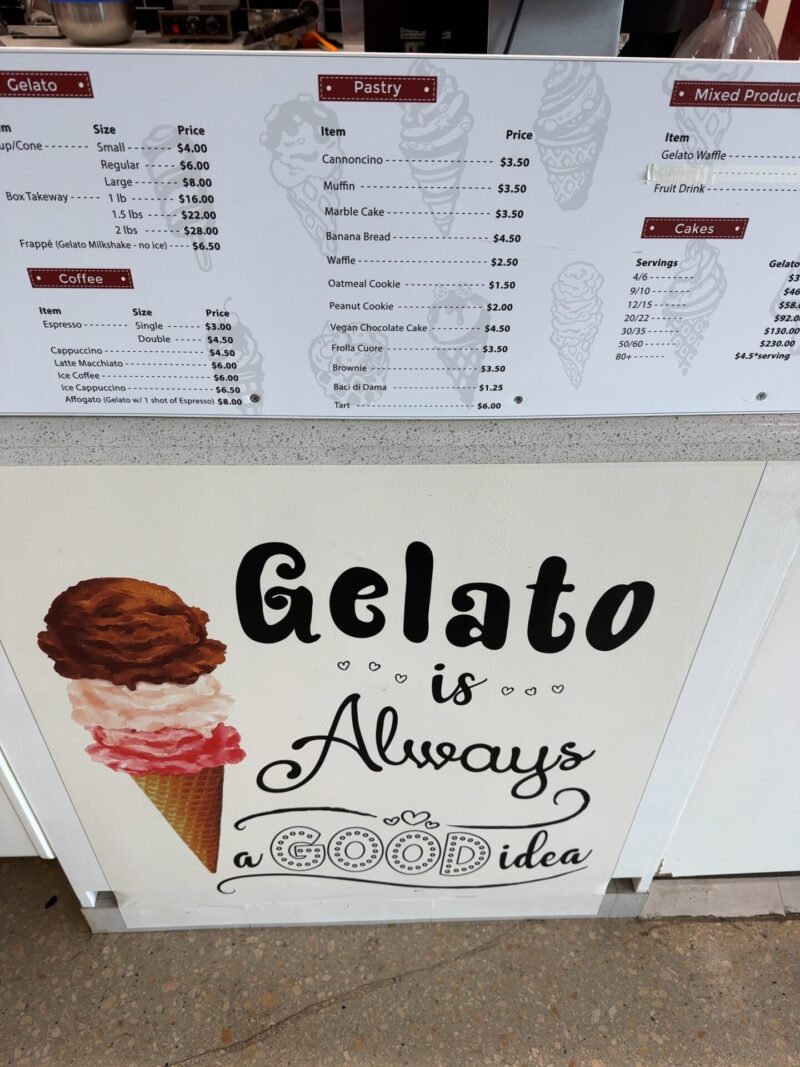 Gelato
Size Price
Small $4.00
Regular $6.00
Large $8.00
Box Takeway 1 lb $16.00
1.5 lbs $22.00
2 lbs $28.00
Frappé (Gelato Milkshake - no ice) $6.50
Coffee
Item Size Price
Espresso Single $3.00
Double $4.50
Cappuccino $4.50
Latte Macchiato $6.00
Ice Coffee $6.00
Ice Cappuccino $6.50
Affogato (Gelato w/ 1 shot of Espresso) $8.00
Pastry
Item Price
Cannoncino $3.50
Muffin $3.50
Marble Cake $3.50
Banana Bread $4.50
Waffle $2.50
Oatmeal Cookie $1.50
Peanut Cookie $2.00
Vegan Chocolate Cake $4.50
Frolla Cuore $3.50
Brownie $3.50
Baci di Dama $1.25
Tart $6.00
Mixed Product
Item
Gelato Waffle
Fruit Drink
Cakes
Servings Gelato
4/6
9/10
12/15
20/22
30/35 $130.00
50/60 $230.00
80+ $4.5*serving
Gelato
is
Always
a GOOD idea